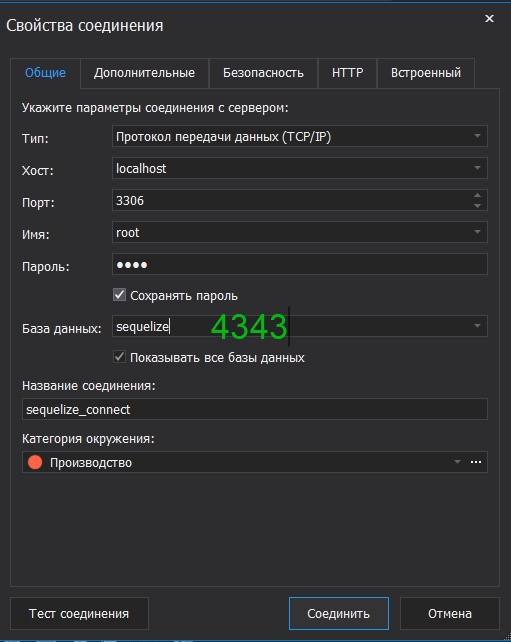 Свойства соединения
Общие Дополнительные Безопасность HTTP Встроенный
Укажите параметры соединения с сервером:
Тип: Протокол передачи данных (TCP/IP)
Хост: localhost
Порт: 3306
Имя: root
Пароль: ●●●●
Сохранять пароль
База данных: sequelize 4343
Показывать все базы данных
Название соединения:
sequelize_connect
Категория окружения:
Производство ...
Тест соединения Соединить Отмена